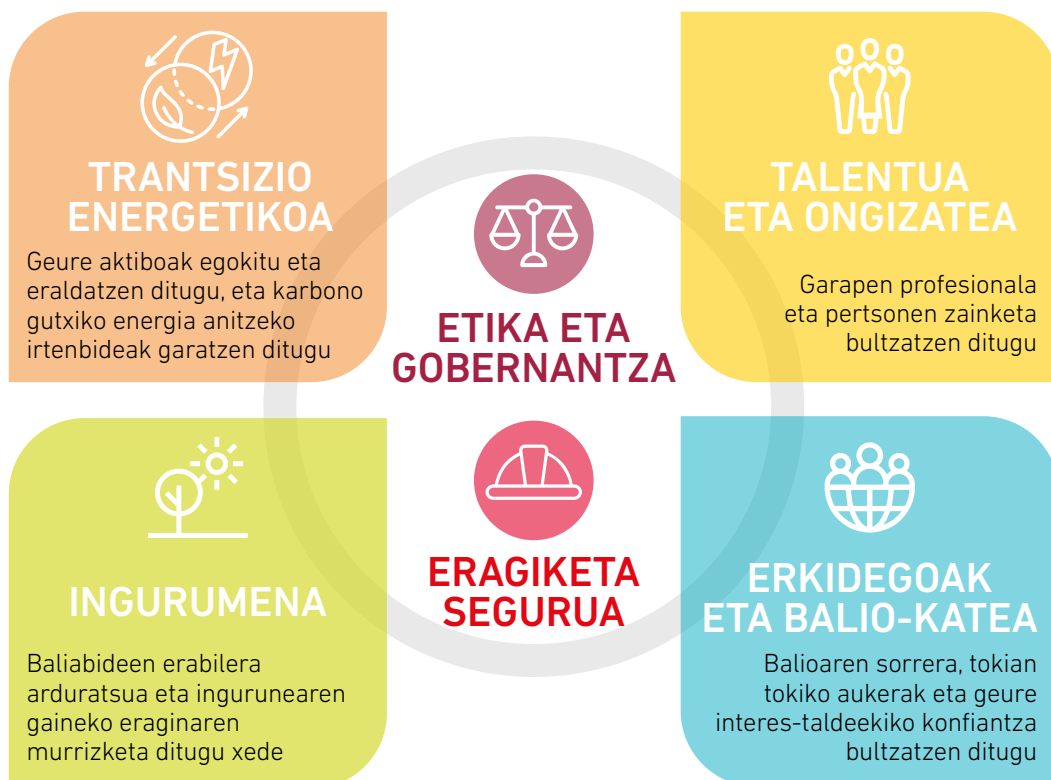 TRANTSIZIO
ENERGETIKOA
Geure aktiboak egokitu eta
eraldatzen ditugu, eta karbono
gutxiko energia anitzeko
irtenbideak garatzen ditugu
TALENTUA
ETA ONGIZATEA
Garapen profesionala
eta pertsonen zainketa
bultzatzen ditugu
ETIKA ETA
GOBERNANTZA
ERAGIKETA
SEGURUA
INGURUMENA
Baliabideen erabilera
arduratsua eta ingurunearen
gaineko eraginaren
murrizketa ditugu xede
ERKIDEGOAK
ETA BALIO-KATEA
Balioaren sorrera, tokian
tokiko aukerak eta geure
interes-taldeekiko konfiantza
bultzatzen ditugu